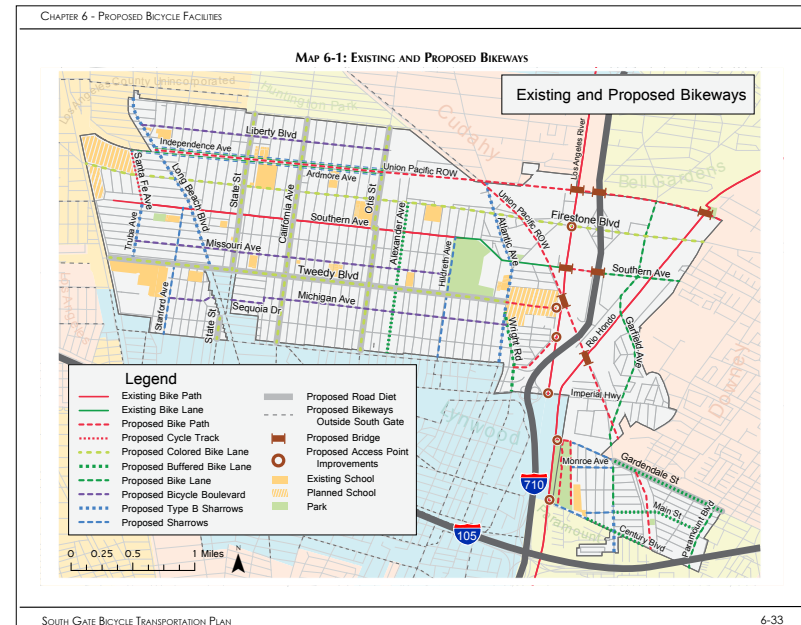 CHAPTER 6 - PROPOSED BICYCLE FACILITIES
MAP 6-1: EXISTING AND PROPOSED BIKEWAYS
Existing and Proposed Bikeways
Los Angeles County Unincorporated
Huntington Park
Cudahy
Bell Gardens
Downey
Lynwood
Paramount
Los Angeles River
Liberty Blvd
Independence Ave
Ardmore Ave
Union Pacific ROW
Union Pacific ROW
Santa Fe Ave
Long Beach Blvd
State St
California Ave
Otis St
Alexander Ave
Atlantic Ave
Firestone Blvd
Southern Ave
Southern Ave
Truba Ave
Missouri Ave
Hildreth Ave
Tweedy Blvd
Michigan Ave
Sequoia Dr
Stanford Ave
State St
Wright Rd
Rio Hondo
Garfield Ave
Imperial Hwy
Monroe Ave
Gardendale St
Main St
Century Blvd
Paramount Blvd
710
105
Legend
Existing Bike Path
Existing Bike Lane
Proposed Bike Path
Proposed Cycle Track
Proposed Colored Bike Lane
Proposed Buffered Bike Lane
Proposed Bike Lane
Proposed Bicycle Boulevard
Proposed Type B Sharrows
Proposed Sharrows
Proposed Road Diet
Proposed Bikeways
Outside South Gate
Proposed Bridge
Proposed Access Point
Improvements
Existing School
Planned School
Park
0 0.25 0.5 1 Miles
N
SOUTH GATE BICYCLE TRANSPORTATION PLAN
6-33